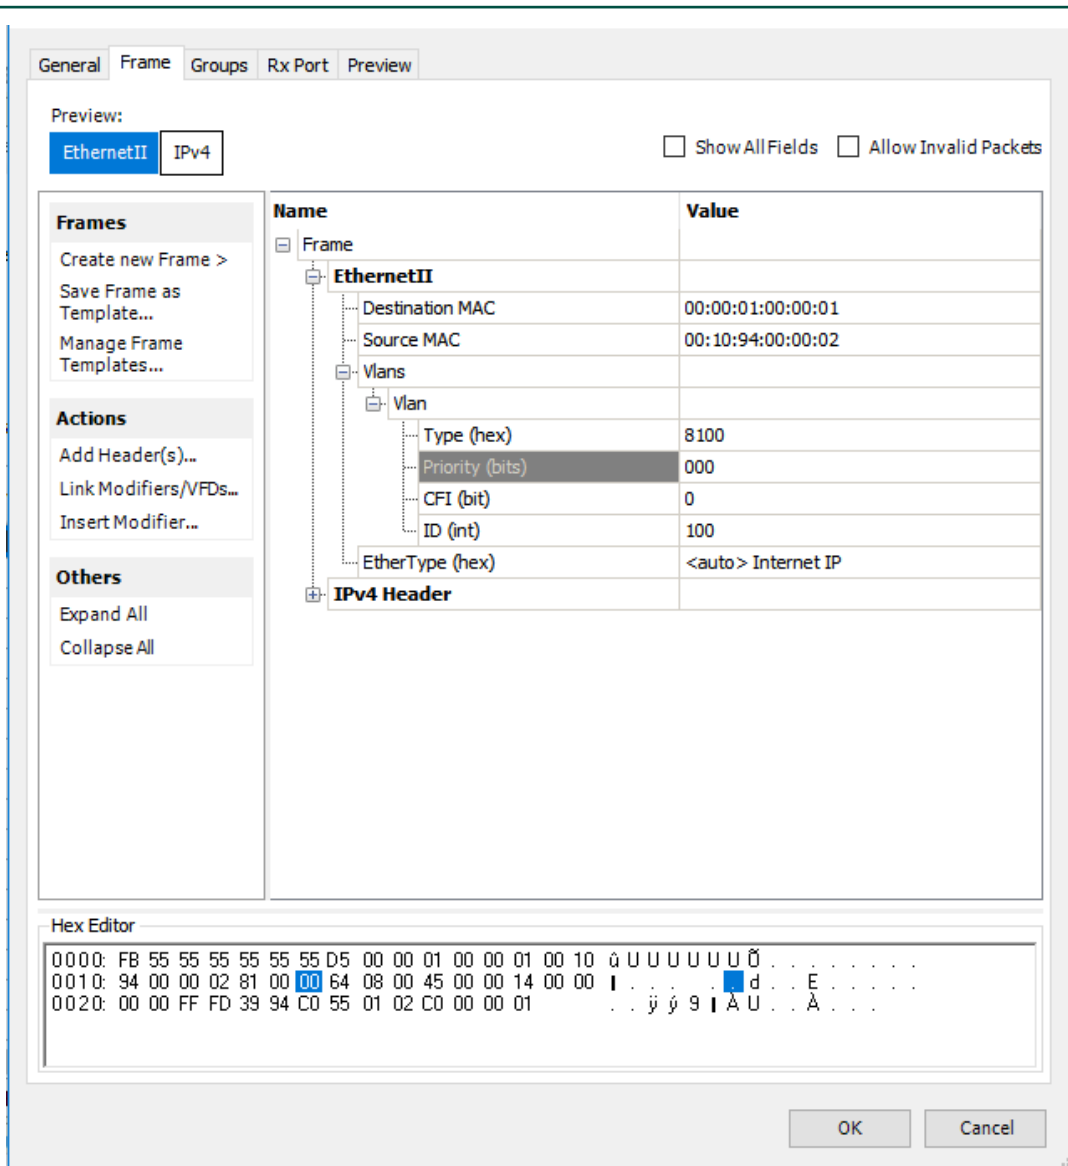 General Frame Groups Rx Port Preview
Preview:
EthernetII IPv4
Show All Fields Allow Invalid Packets
Frames
Create new Frame >
Save Frame as
Template...
Manage Frame
Templates...
Actions
Add Header(s)...
Link Modifiers/VFDs...
Insert Modifier...
Others
Expand All
Collapse All
Name Value
Frame
EthernetII
Destination MAC 00:00:01:00:00:01
Source MAC 00:10:94:00:00:02
Vlans
Vlan
Type (hex) 8100
Priority (bits) 000
CFI (bit) 0
ID (int) 100
EtherType (hex) <auto> Internet IP
IPv4 Header
Hex Editor
0000: FB 55 55 55 55 55 55 D5 00 00 01 00 00 01 00 10 û U U U U U U Õ . . . . . . . .
0010: 94 00 00 02 81 00 00 64 08 00 45 00 00 14 00 00 . . . . . d . . E . . . . .
0020: 00 00 FF FD 39 94 C0 55 01 02 C0 00 00 01 . . ÿ ý 9 À U . . À . . .
OK Cancel